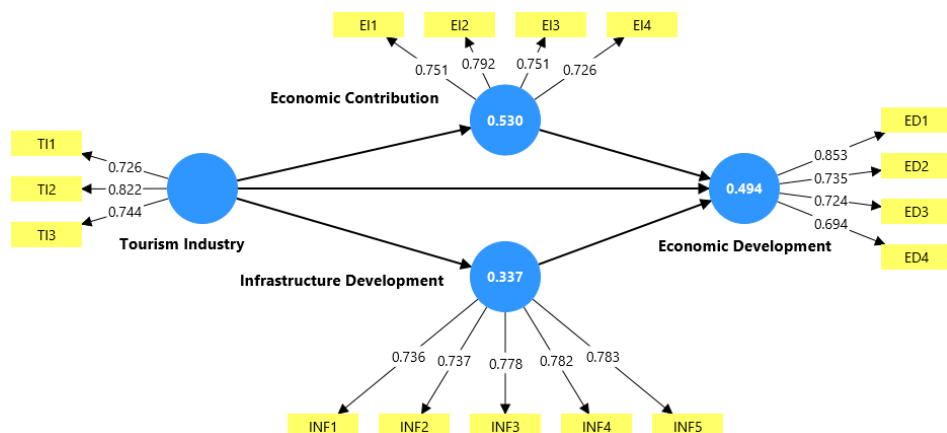 EI1 EI2 EI3 EI4
0.751 0.792 0.751 0.726
Economic Contribution
0.530
TI1
TI2
TI3
0.726
0.822
0.744
Tourism Industry
ED1
ED2
ED3
ED4
0.853
0.735
0.724
0.694
0.494
Economic Development
Infrastructure Development
0.337
0.736 0.737 0.778 0.782 0.783
INF1 INF2 INF3 INF4 INF5